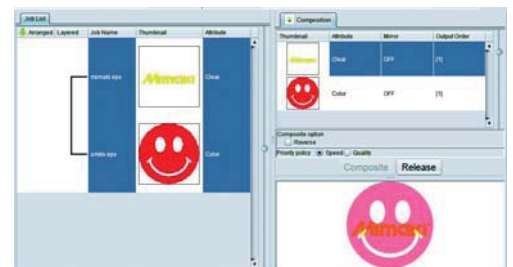 Job List
Arranged Layered Job Name Thumbnail Attribute
mimaki.eps Mimaki Clear
smile.eps Color
Composition
Thumbnail Attribute Mirror Output Order
Mimaki Clear OFF [1]
Color OFF [1]
Composite option
Reverse
Priority policy Speed Quality
Composite Release
Mimaki